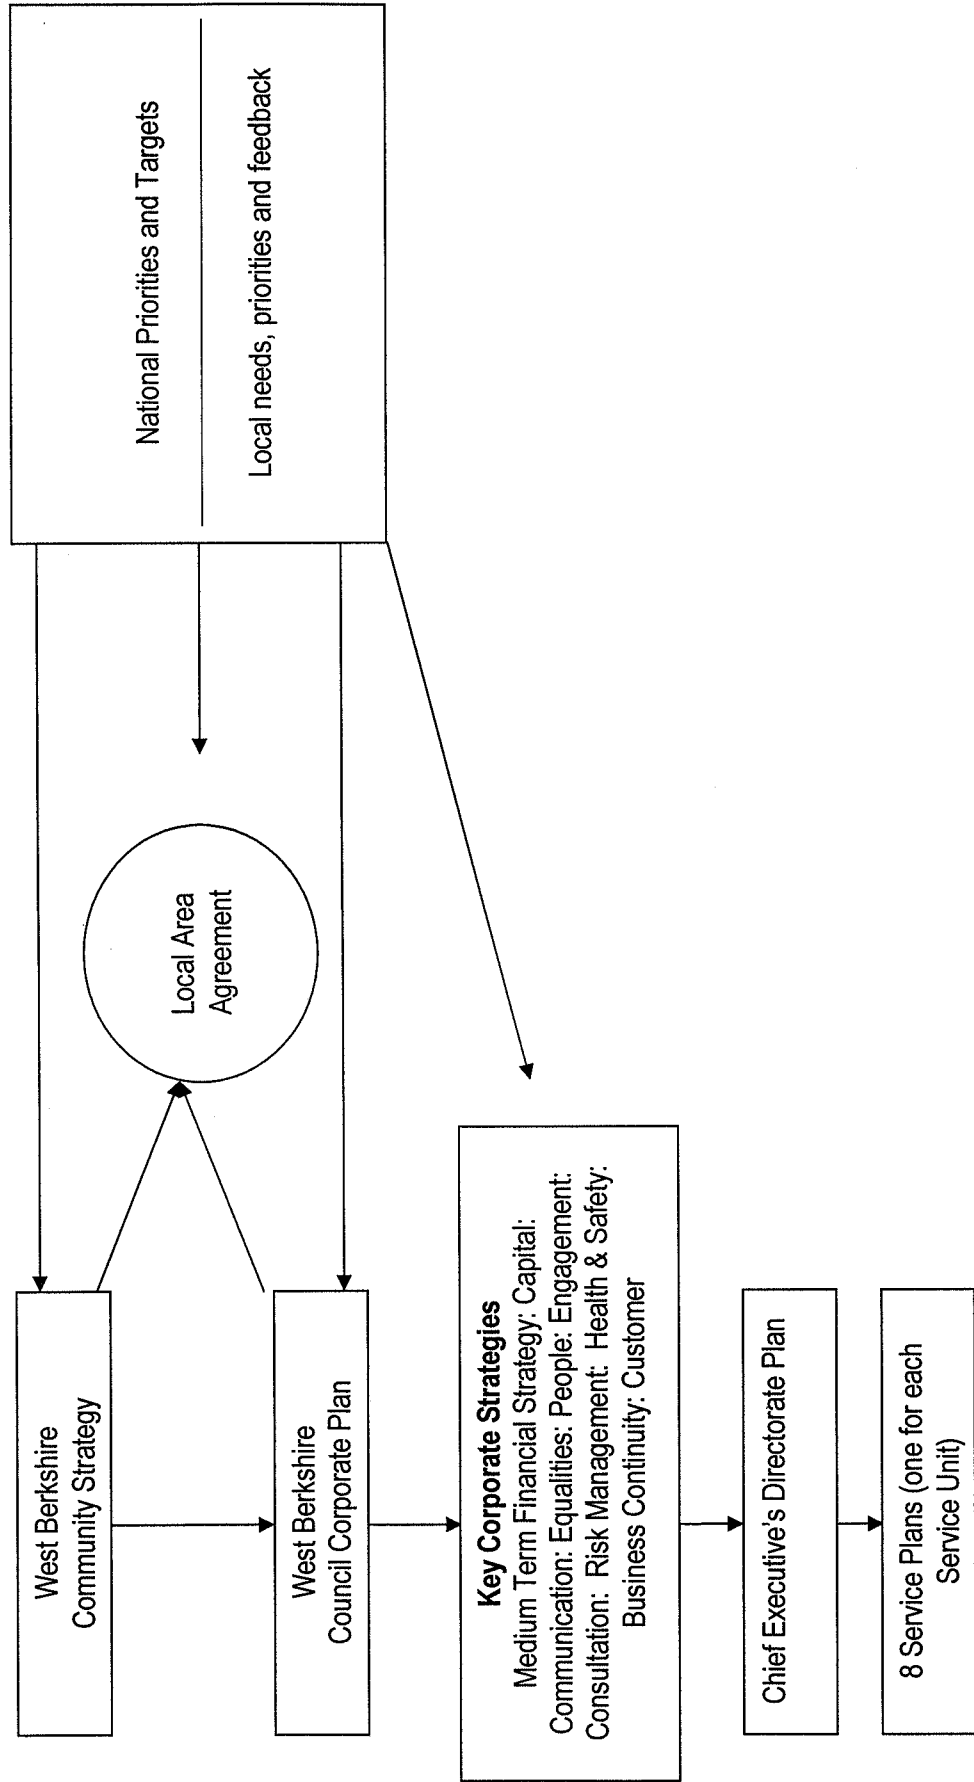 National Priorities and Targets
Local needs, priorities and feedback
Local Area
Agreement
West Berkshire
Community Strategy
West Berkshire
Council Corporate Plan
Key Corporate Strategies
Medium Term Financial Strategy: Capital:
Communication: Equalities: People: Engagement:
Consultation: Risk Management: Health & Safety:
Business Continuity: Customer
Chief Executive's Directorate Plan
8 Service Plans (one for each
Service Unit)